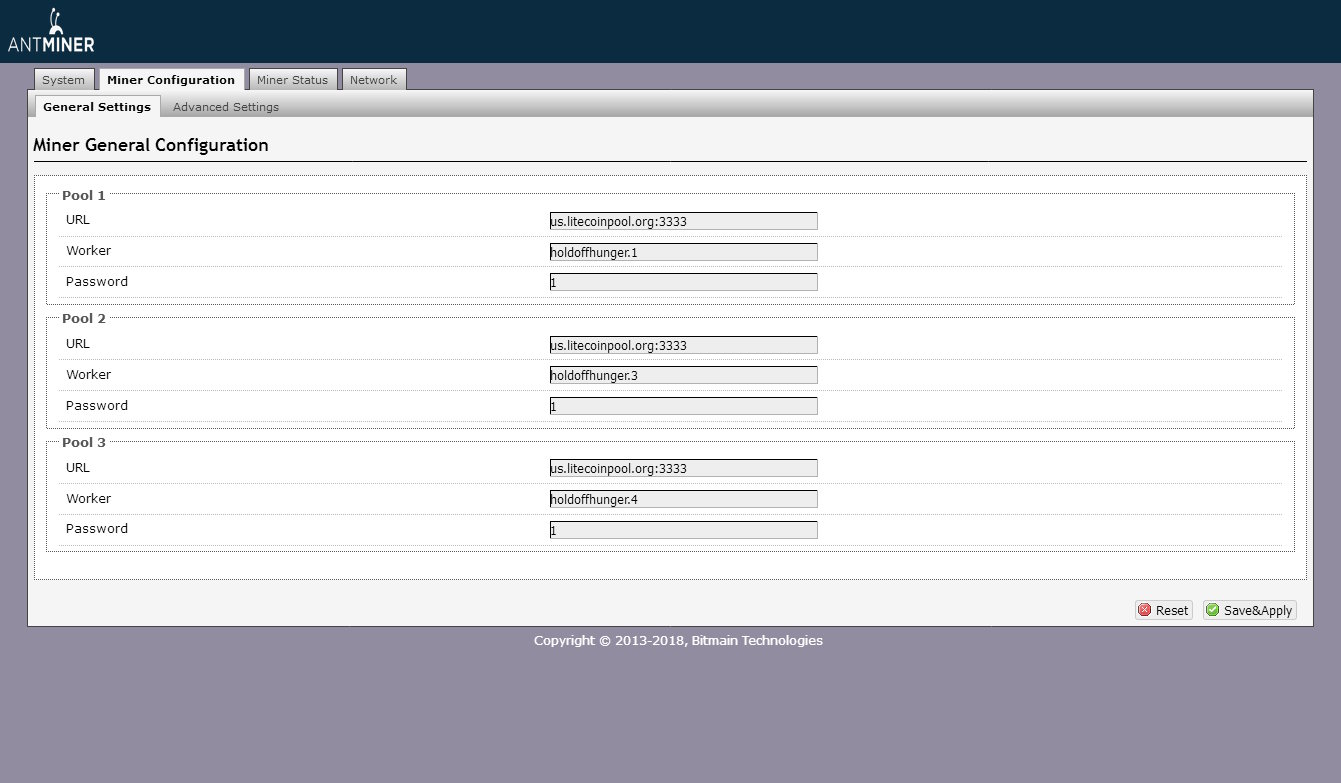 ANTMINER
System Miner Configuration Miner Status Network
General Settings Advanced Settings
Miner General Configuration
Pool 1
URL us.litecoinpool.org:3333
Worker holdoffhunger.1
Password 1
Pool 2
URL us.litecoinpool.org:3333
Worker holdoffhunger.3
Password 1
Pool 3
URL us.litecoinpool.org:3333
Worker holdoffhunger.4
Password 1
Reset Save&Apply
Copyright © 2013-2018, Bitmain Technologies